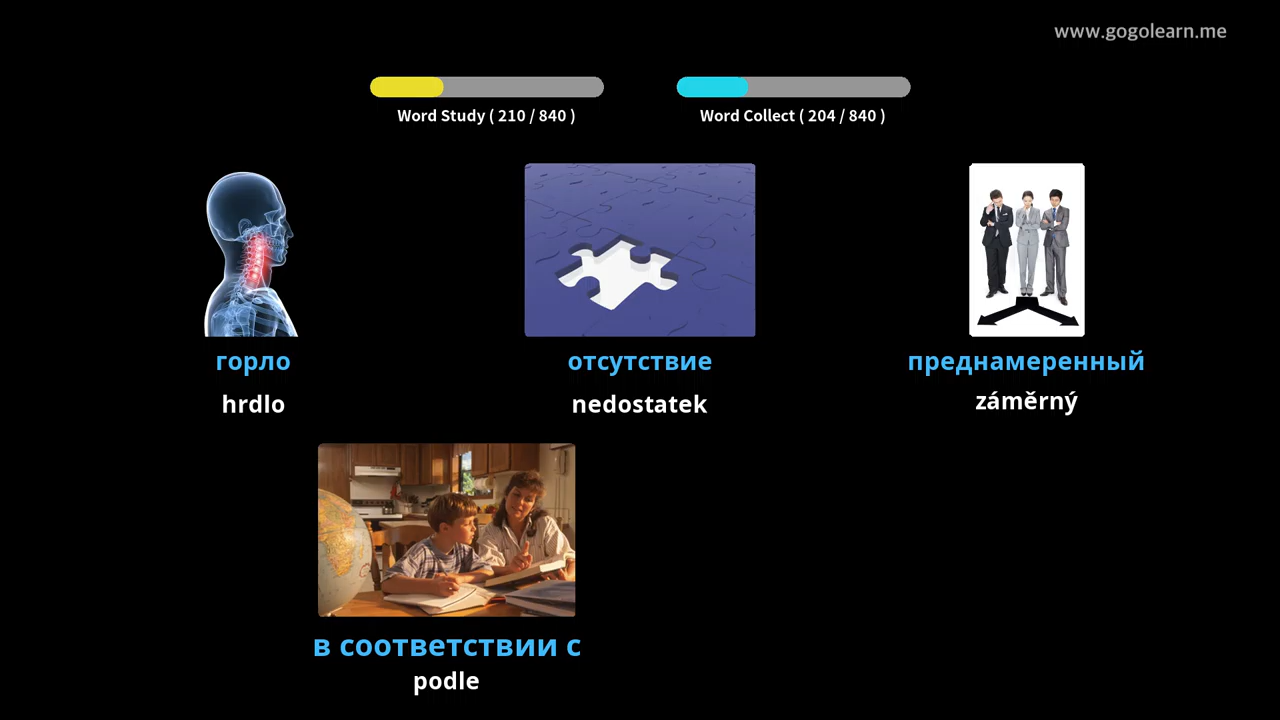 www.gogolearn.me
Word Study ( 210 / 840 )
Word Collect ( 204 / 840 )
горло
отсутствие
преднамеренный
hrdlo
nedostatek
záměrný
в соответствии с
podle